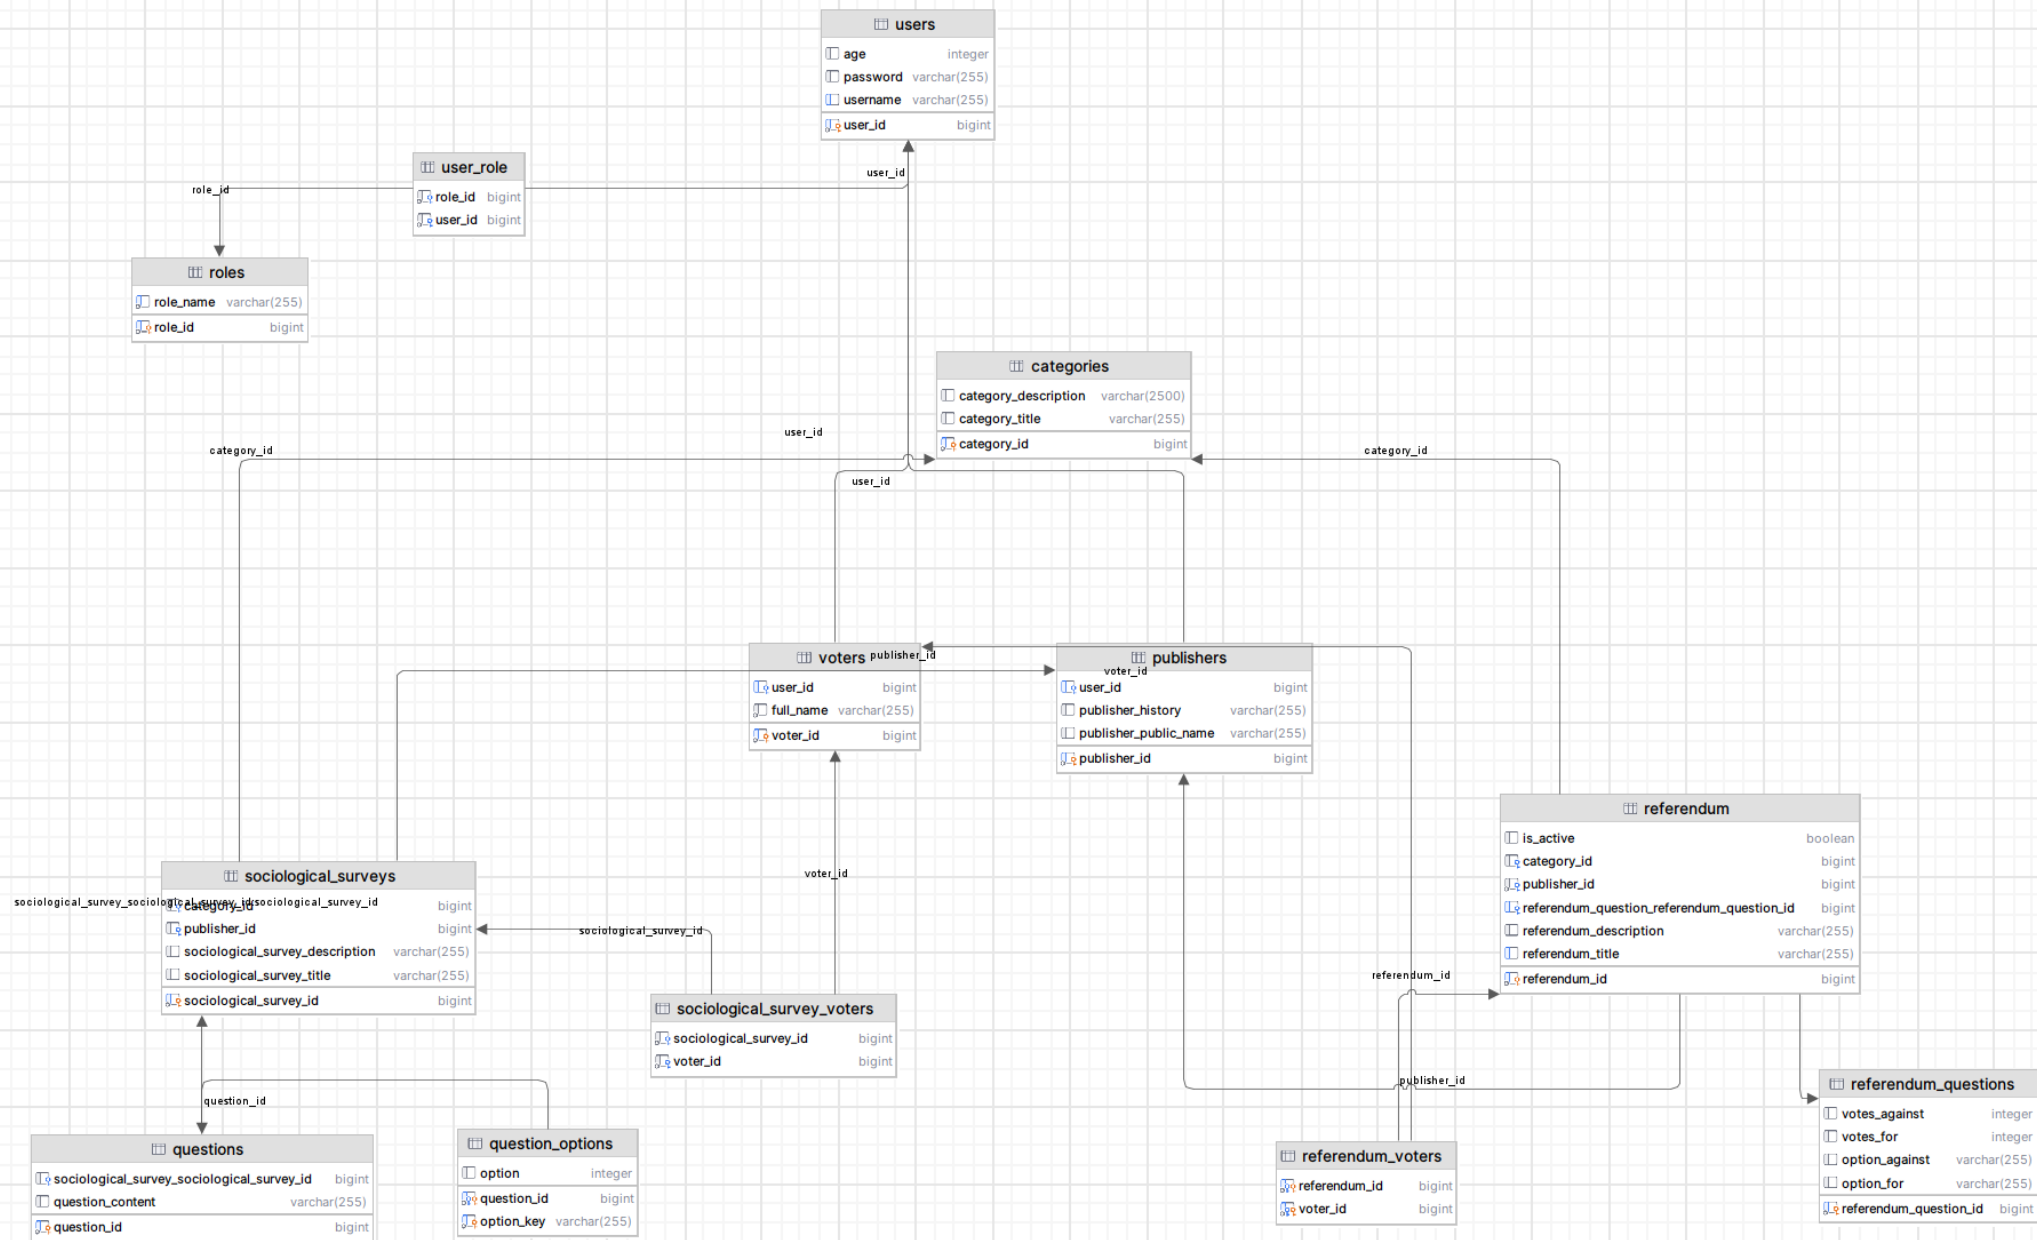 users
age integer
password varchar(255)
username varchar(255)
user_id bigint
user_role
role_id bigint
user_id bigint
user_id
role_id
roles
role_name varchar(255)
role_id bigint
categories
category_description varchar(2500)
category_title varchar(255)
category_id bigint
user_id
category_id
category_id
user_id
voters
user_id bigint
full_name varchar(255)
voter_id bigint
publisher_id
publishers
voter_id
user_id bigint
publisher_history varchar(255)
publisher_public_name varchar(255)
publisher_id bigint
referendum
is_active boolean
category_id bigint
publisher_id bigint
referendum_question_referendum_question_id bigint
referendum_description varchar(255)
referendum_title varchar(255)
referendum_id bigint
voter_id
sociological_surveys
sociological_survey_sociological_survey_id:sociological_survey_id
category_id bigint
publisher_id bigint
sociological_survey_description varchar(255)
sociological_survey_title varchar(255)
sociological_survey_id bigint
sociological_survey_id
referendum_id
sociological_survey_voters
sociological_survey_id bigint
voter_id bigint
publisher_id
question_id
questions
sociological_survey_sociological_survey_id bigint
question_content varchar(255)
question_id bigint
question_options
option integer
question_id bigint
option_key varchar(255)
referendum_voters
referendum_id bigint
voter_id bigint
referendum_questions
votes_against integer
votes_for integer
option_against varchar(255)
option_for varchar(255)
referendum_question_id bigint